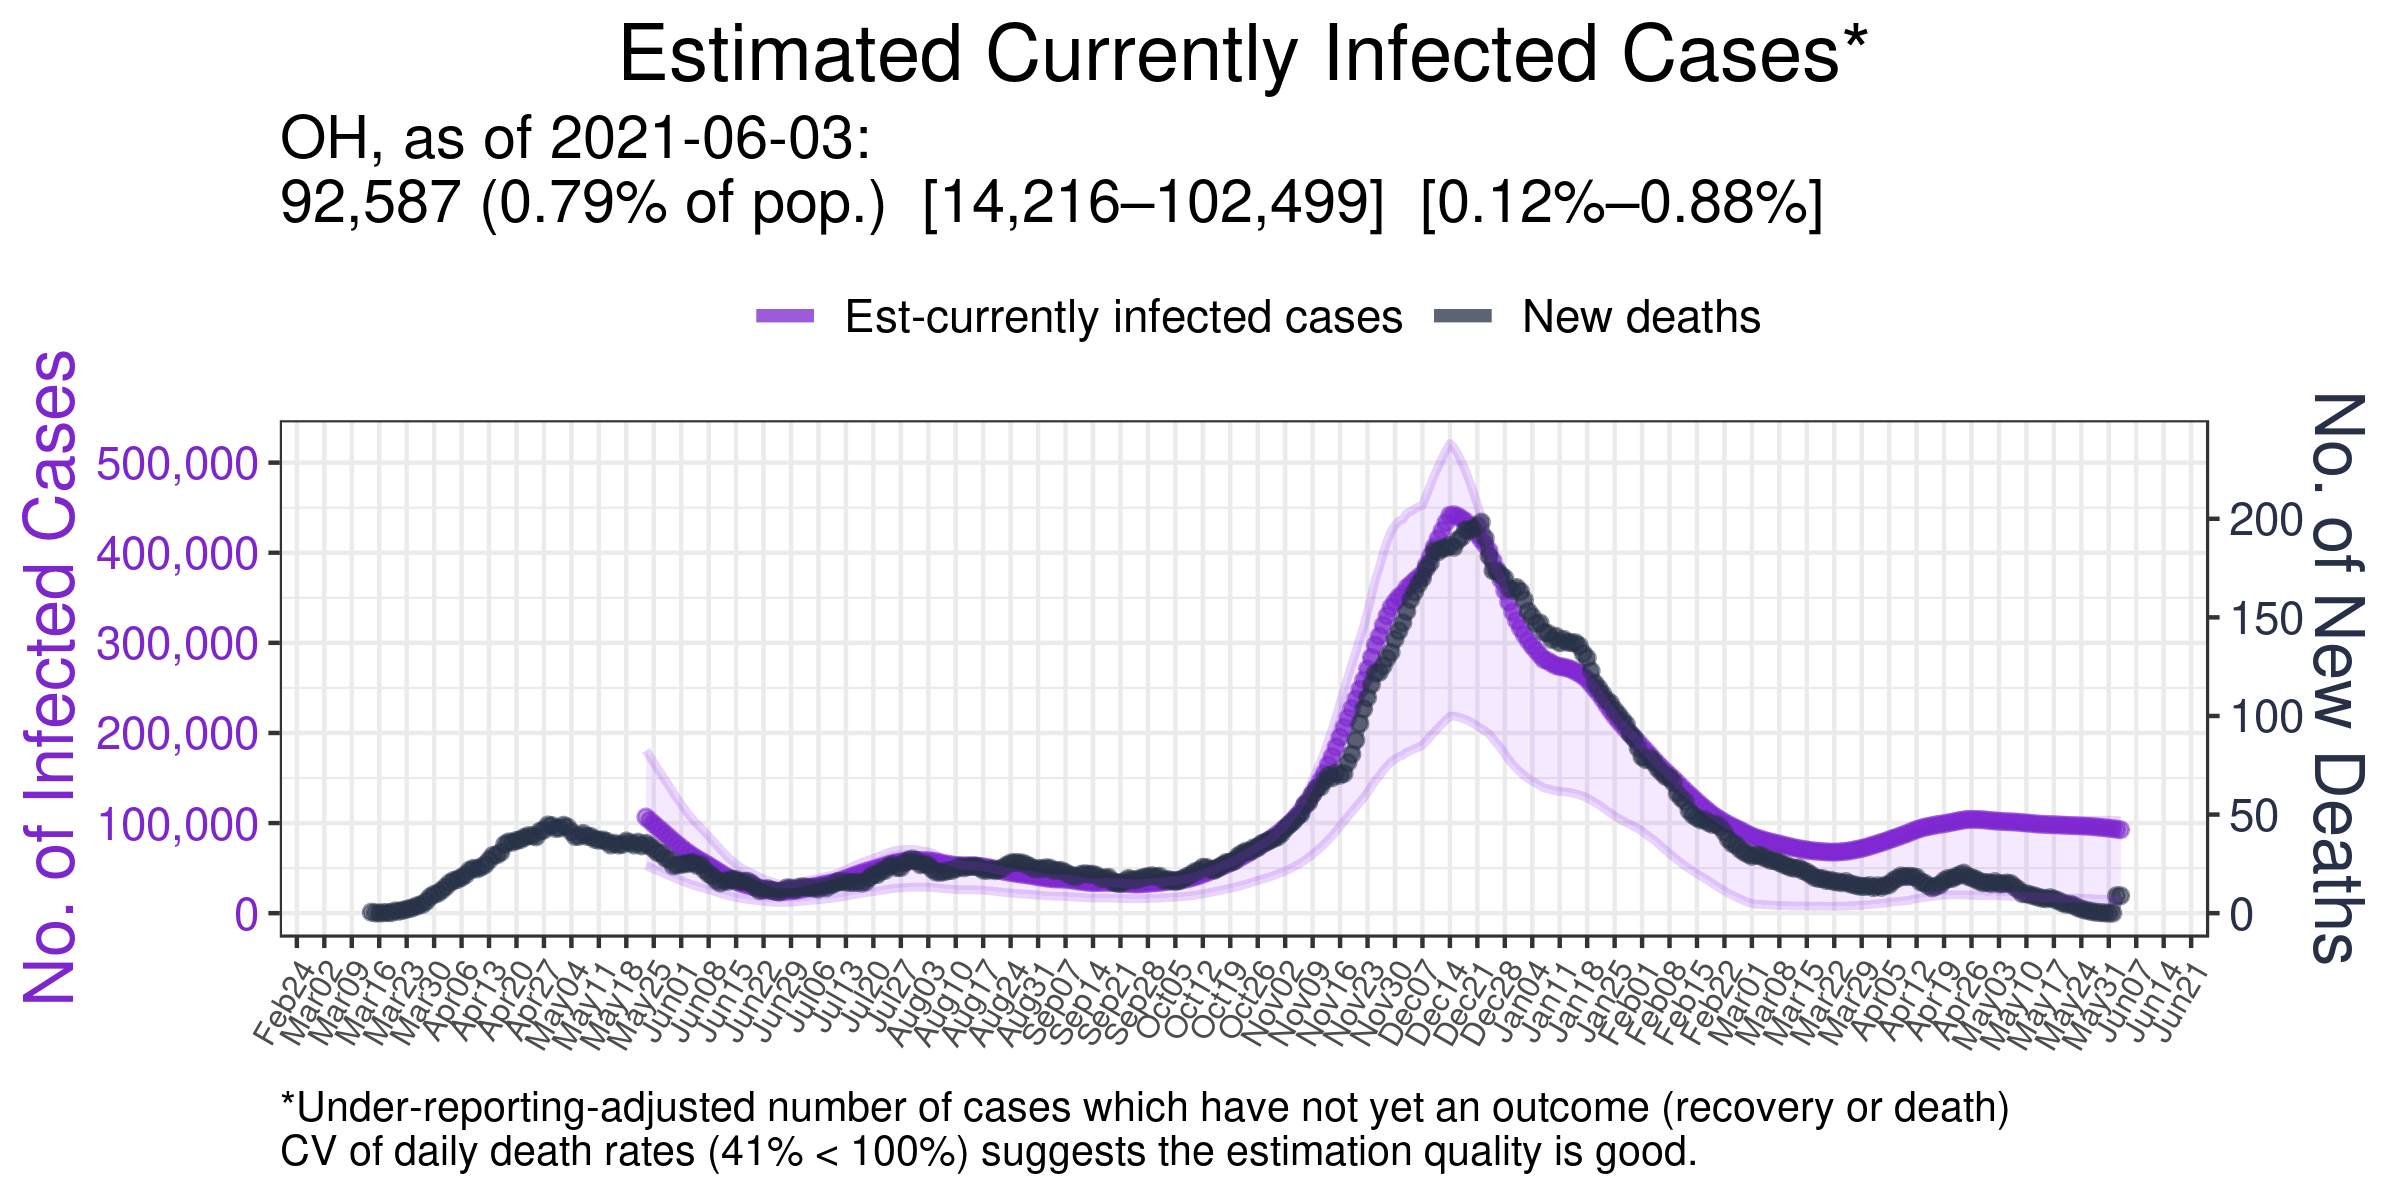 Estimated Currently Infected Cases*
OH, as of 2021-06-03:
92,587 (0.79% of pop.) [14,216–102,499] [0.12%–0.88%]
Est-currently infected cases New deaths
No. of Infected Cases
500,000
400,000
300,000
200,000
100,000
0
200
150
100
50
0
No. of New Deaths
Feb24
Mar02
Mar09
Mar16
Mar23
Mar30
Apr06
Apr13
Apr20
Apr27
May04
May11
May18
May25
Jun01
Jun08
Jun15
Jun22
Jun29
Jul06
Jul13
Jul20
Jul27
Aug03
Aug10
Aug17
Aug24
Aug31
Sep07
Sep14
Sep21
Sep28
Oct05
Oct12
Oct19
Oct26
Nov02
Nov09
Nov16
Nov23
Nov30
Dec07
Dec14
Dec21
Dec28
Jan04
Jan11
Jan18
Jan25
Feb01
Feb08
Feb15
Feb22
Mar01
Mar08
Mar15
Mar22
Mar29
Apr05
Apr12
Apr19
Apr26
May03
May10
May17
May24
May31
Jun07
Jun14
Jun21
*Under-reporting-adjusted number of cases which have not yet an outcome (recovery or death)
CV of daily death rates (41% < 100%) suggests the estimation quality is good.